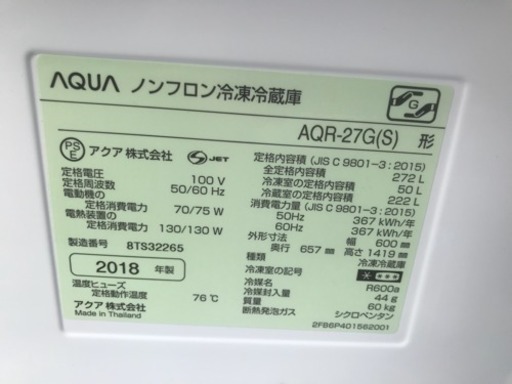 AQUA ノンフロン冷凍冷蔵庫
G
AQR-27G(S) 形
PS E アクア株式会社 S JET
定格電圧 100 V
定格周波数 50/60 Hz
電動機の
定格消費電力 70/75 W
電熱装置の
定格消費電力 130/130 W
製造番号 8TS32265
2018 年製
温度ヒューズ
定格動作温度 76℃
アクア株式会社
Made in Thailand
定格内容積 (JIS C 9801-3 : 2015)
全定格内容積 272 L
冷凍室の定格内容積 50 L
冷蔵室の定格内容積 222 L
消費電力量 (JIS C 9801-3 : 2015)
50Hz 367 kWh/年
60Hz 367 kWh/年
外形寸法 幅 600 mm
奥行 657 mm 高さ 1419 mm
種類 冷凍冷蔵庫
冷凍室の記号
冷媒名 R600a
冷媒封入量 44 g
質量 60 kg
断熱発泡ガス シクロペンタン
2FB6P401562001